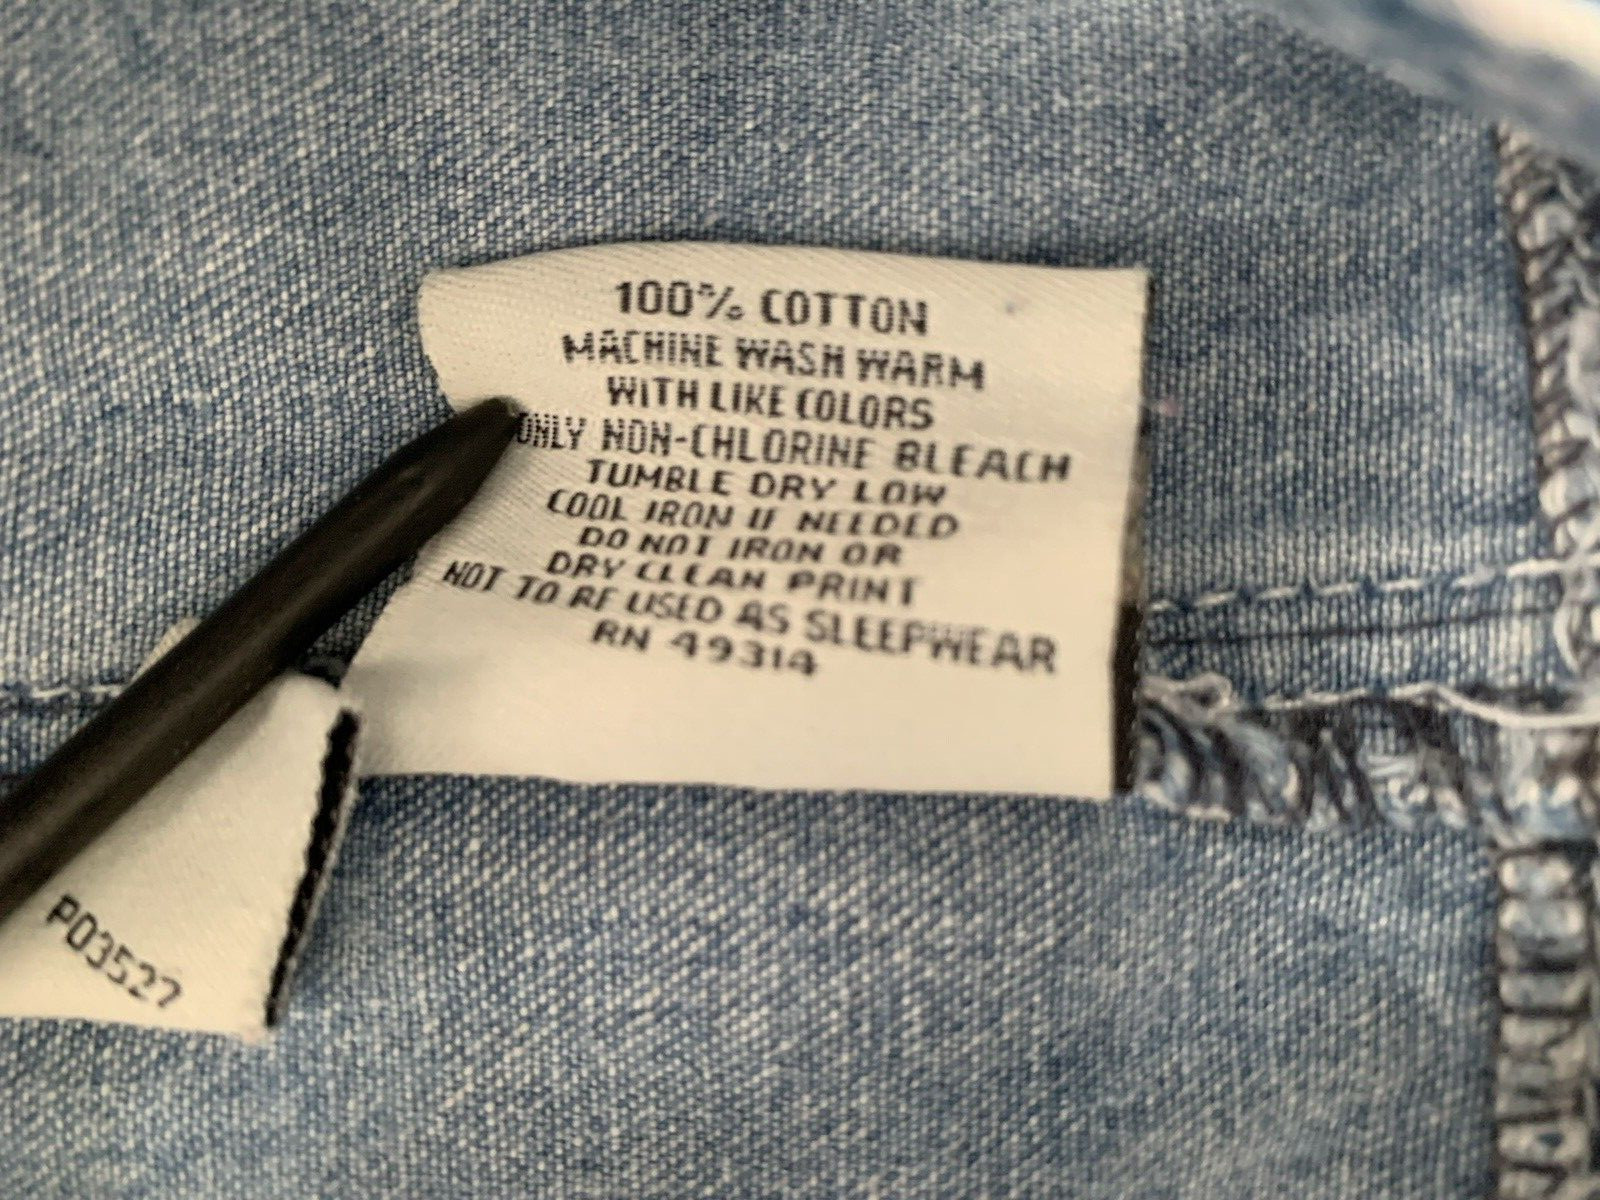 100% COTTON
MACHINE WASH WARM
WITH LIKE COLORS
ONLY NON-CHLORINE BLEACH
TUMBLE DRY LOW
COOL IRON IF NEEDED
DO NOT IRON OR
DRY CLEAN PRINT
NOT TO BE USED AS SLEEPWEAR
RN 49314
P03527